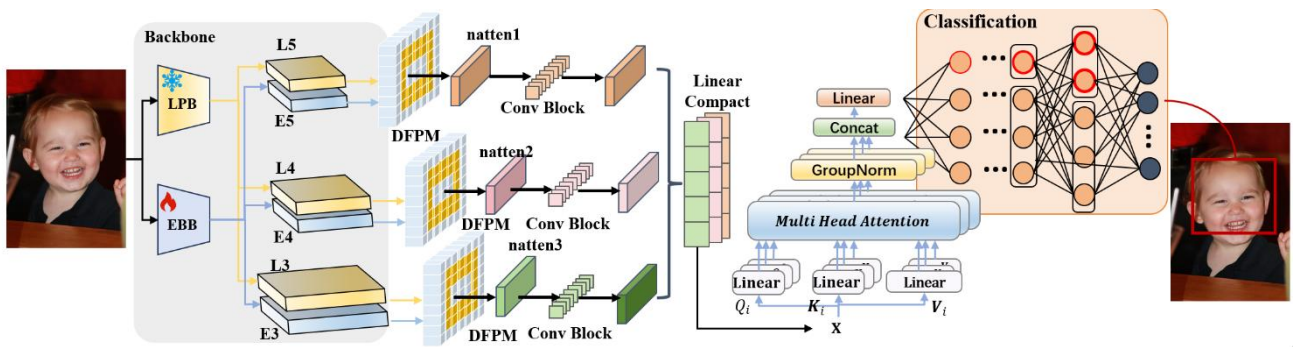 Backbone
LPB
EBB
L5
E5
L4
E4
L3
E3
DFPM
natten1
Conv Block
natten2
DFPM
Conv Block
natten3
DFPM
Conv Block
Linear
Compact
Linear
Concat
GroupNorm
Multi Head Attention
Linear
Linear
Linear
Qi
Ki
Vi
X
Classification